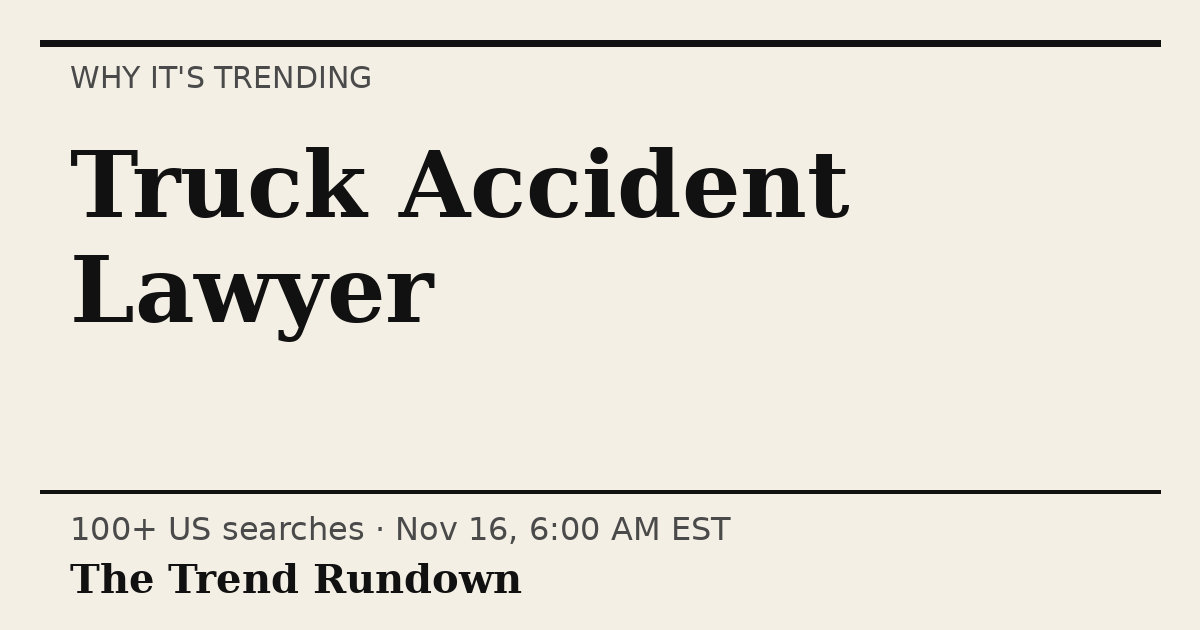 WHY IT'S TRENDING
Truck Accident
Lawyer
100+ US searches · Nov 16, 6:00 AM EST
The Trend Rundown